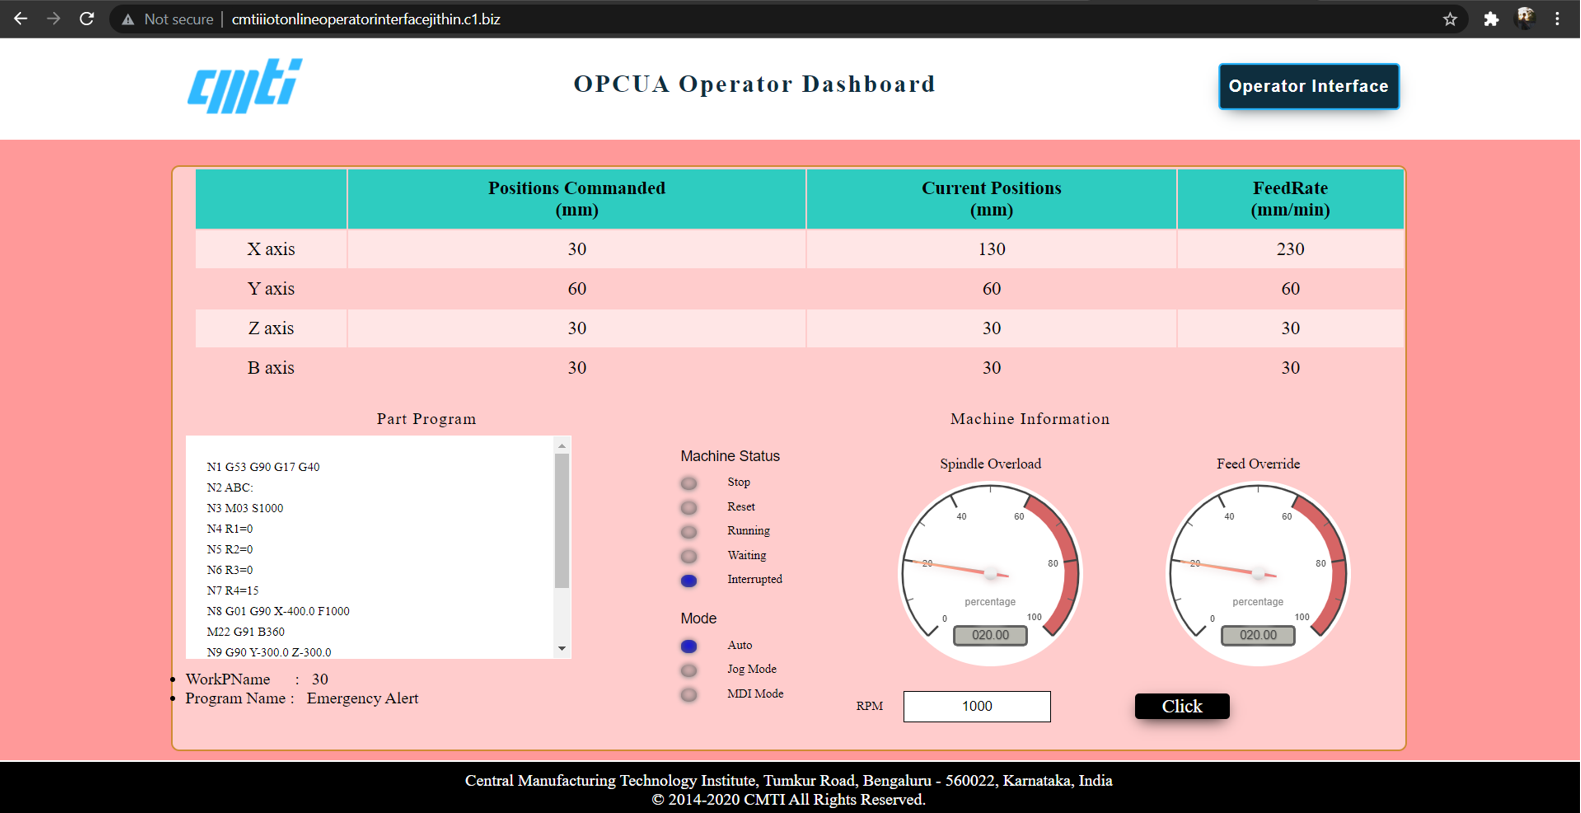 Not secure | cmtiiiotonlineoperatorinterfacejithin.c1.biz
cmti
OPCUA Operator Dashboard
Operator Interface
Positions Commanded (mm)
Current Positions (mm)
FeedRate (mm/min)
X axis 30 130 230
Y axis 60 60 60
Z axis 30 30 30
B axis 30 30 30
Part Program
N1 G53 G90 G17 G40
N2 ABC:
N3 M03 S1000
N4 R1=0
N5 R2=0
N6 R3=0
N7 R4=15
N8 G01 G90 X-400.0 F1000
M22 G91 B360
N9 G90 Y-300.0 Z-300.0
WorkPName : 30
Program Name : Emergency Alert
Machine Status
Stop
Reset
Running
Waiting
Interrupted
Mode
Auto
Jog Mode
MDI Mode
Machine Information
Spindle Overload
0 20 40 60 80 100
percentage
020.00
Feed Override
0 20 40 60 80 100
percentage
020.00
RPM 1000
Click
Central Manufacturing Technology Institute, Tumkur Road, Bengaluru - 560022, Karnataka, India
© 2014-2020 CMTI All Rights Reserved.